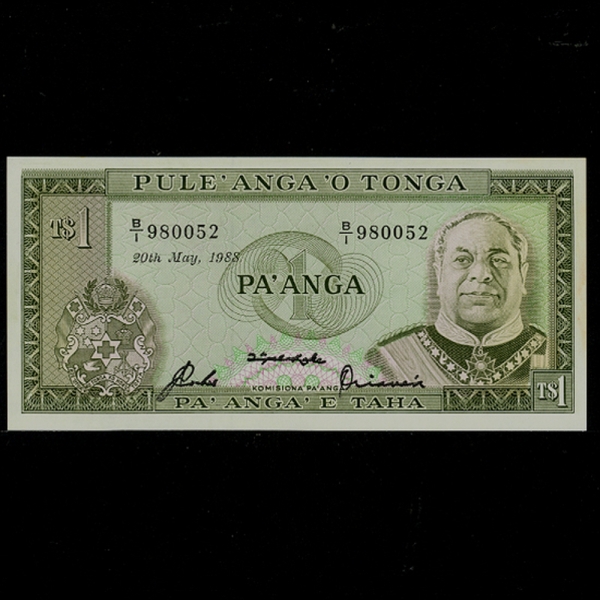 PULE'ANGA 'O TONGA
T$1
B/1 980052
B/1 980052
20th May, 1988
PA'ANGA
1
KOMISIONA PA'ANGA
PA'ANGA 'E TAHA
T$1